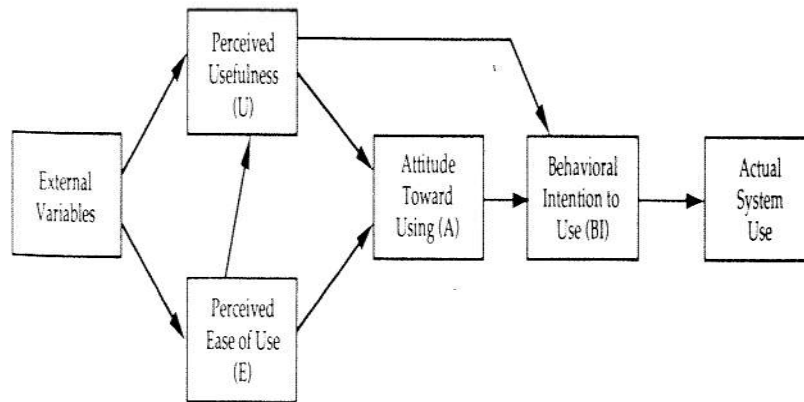 Perceived
Usefulness
(U)
External
Variables
Attitude
Toward
Using (A)
Behavioral
Intention to
Use (BI)
Actual
System
Use
Perceived
Ease of Use
(E)